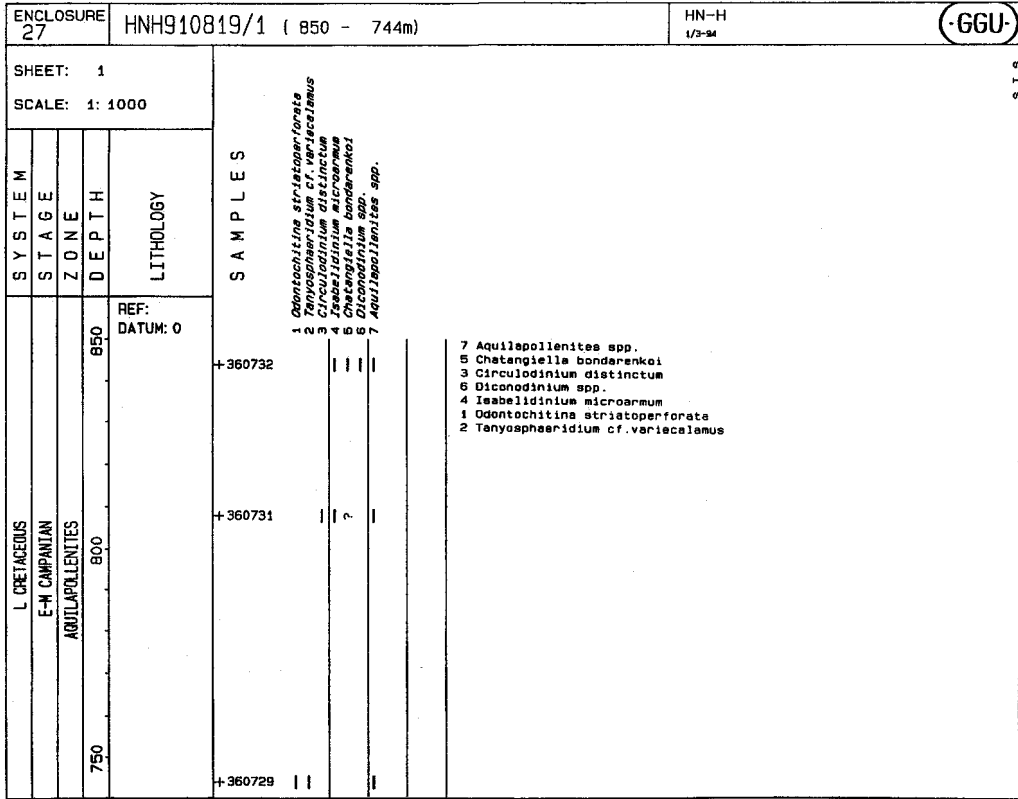 ENCLOSURE
27
HNH910819/1 ( 850 - 744m)
HN-H
1/3-94
·GGU·
SHEET: 1
SCALE: 1: 1000
SYSTEM
STAGE
ZONE
DEPTH
LITHOLOGY
SAMPLES
1 Odontochitina striatoperforata
2 Tanyosphaeridium cf. variecalamus
3 Circulodinium distinctum
4 Isabelidinium microarmum
5 Chatangiella bondarenkoi
6 Diconodinium spp.
7 Aquilapollenites spp.
REF:
DATUM: 0
850
+360732
7 Aquilapollenites spp.
5 Chatangiella bondarenkoi
3 Circulodinium distinctum
6 Diconodinium spp.
4 Isabelidinium microarmum
1 Odontochitina striatoperforata
2 Tanyosphaeridium cf.variecalamus
+360731
?
L CRETACEOUS
E-M CAMPANIAN
AQUILAPOLLENITES
800
750
+360729